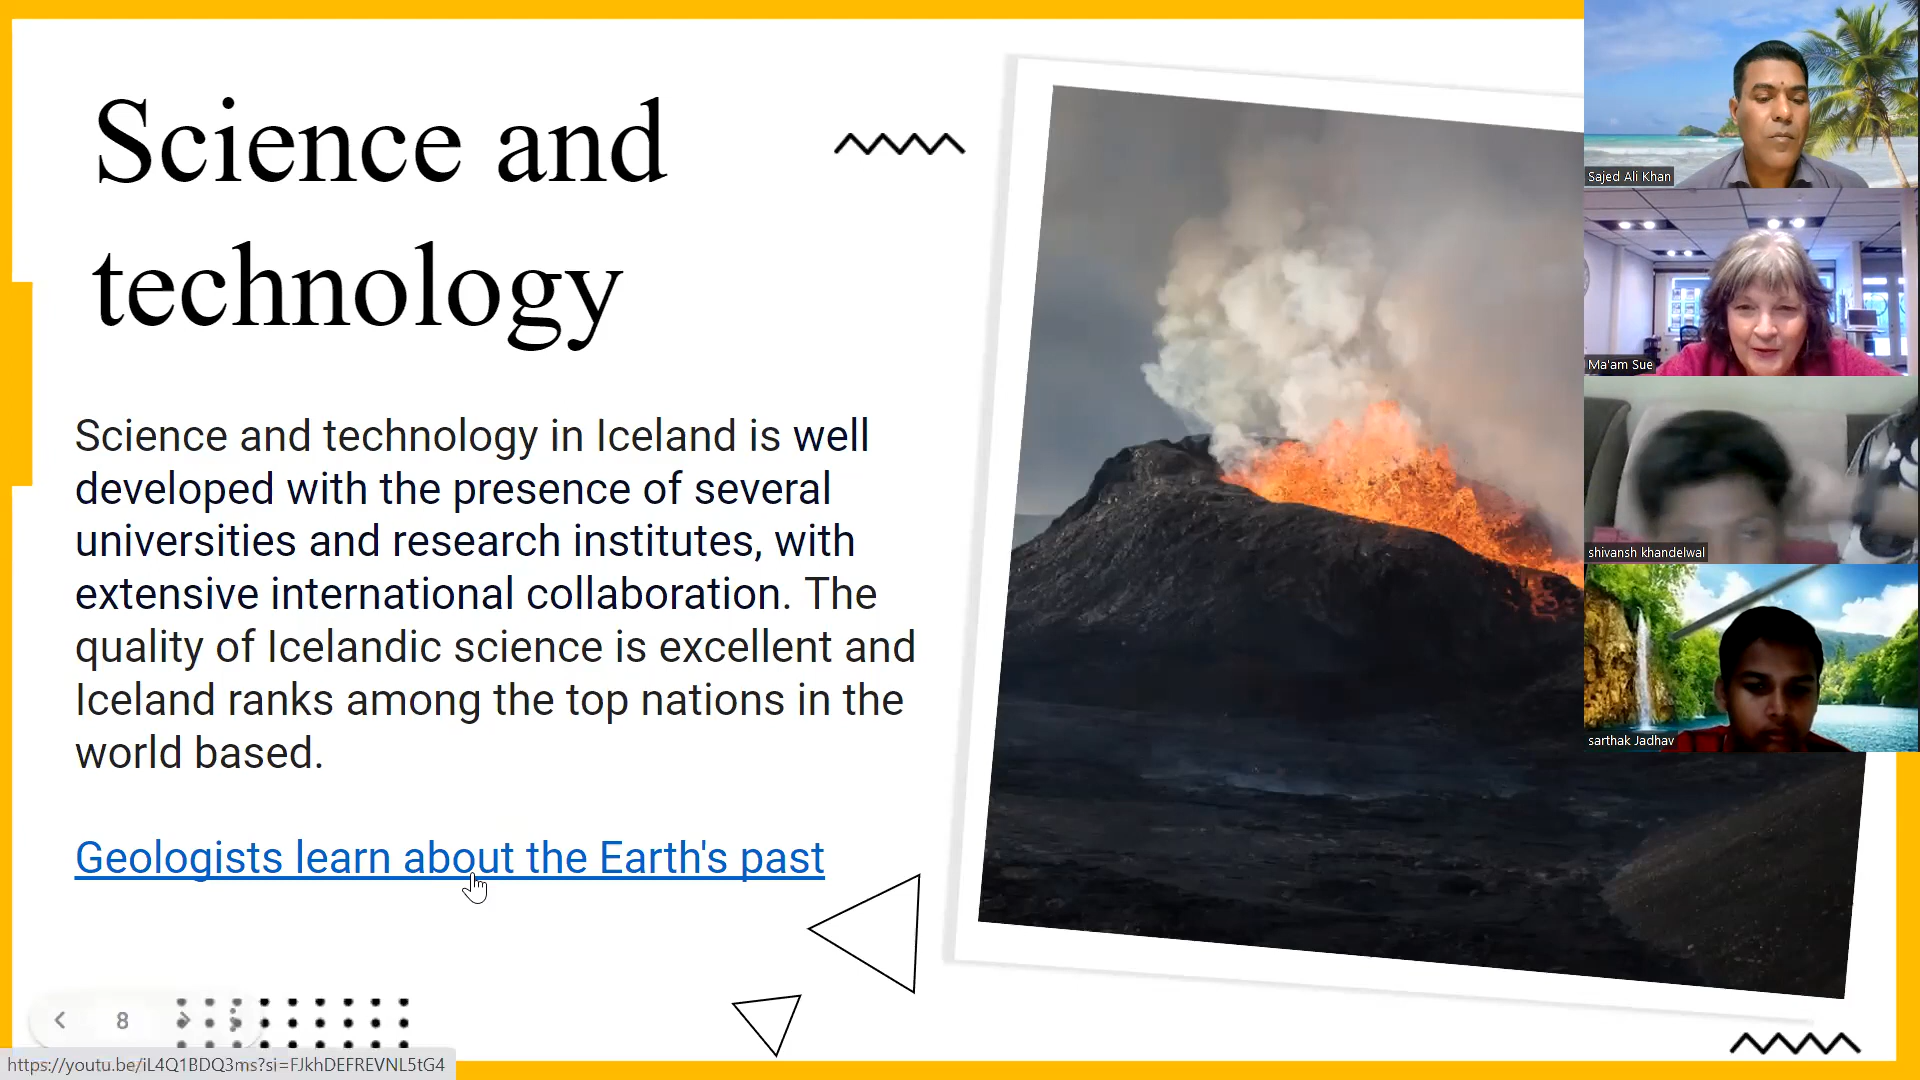 Science and
technology
Science and technology in Iceland is well
developed with the presence of several
universities and research institutes, with
extensive international collaboration. The
quality of Icelandic science is excellent and
Iceland ranks among the top nations in the
world based.
Geologists learn about the Earth's past
8
https://youtu.be/iL4Q1BDQ3ms?si=FJkhDEFREVNL5tG4
Sajed Ali Khan
Ma'am Sue
shivansh khandelwal
sarthak Jadhav